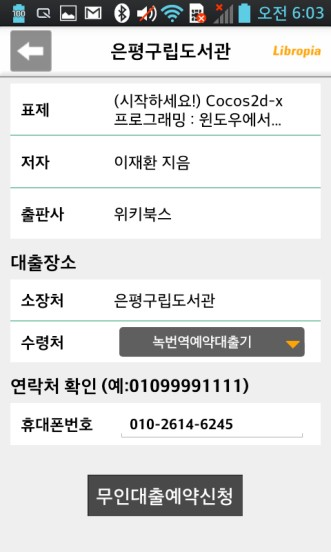 100 오전 6:03
은평구립도서관 Libropia
표제 (시작하세요!) Cocos2d-x
프로그래밍 : 윈도우에서...
저자 이재환 지음
출판사 위키북스
대출장소
소장처 은평구립도서관
수령처 녹번역예약대출기
연락처 확인 (예:01099991111)
휴대폰번호 010-2614-6245
무인대출예약신청